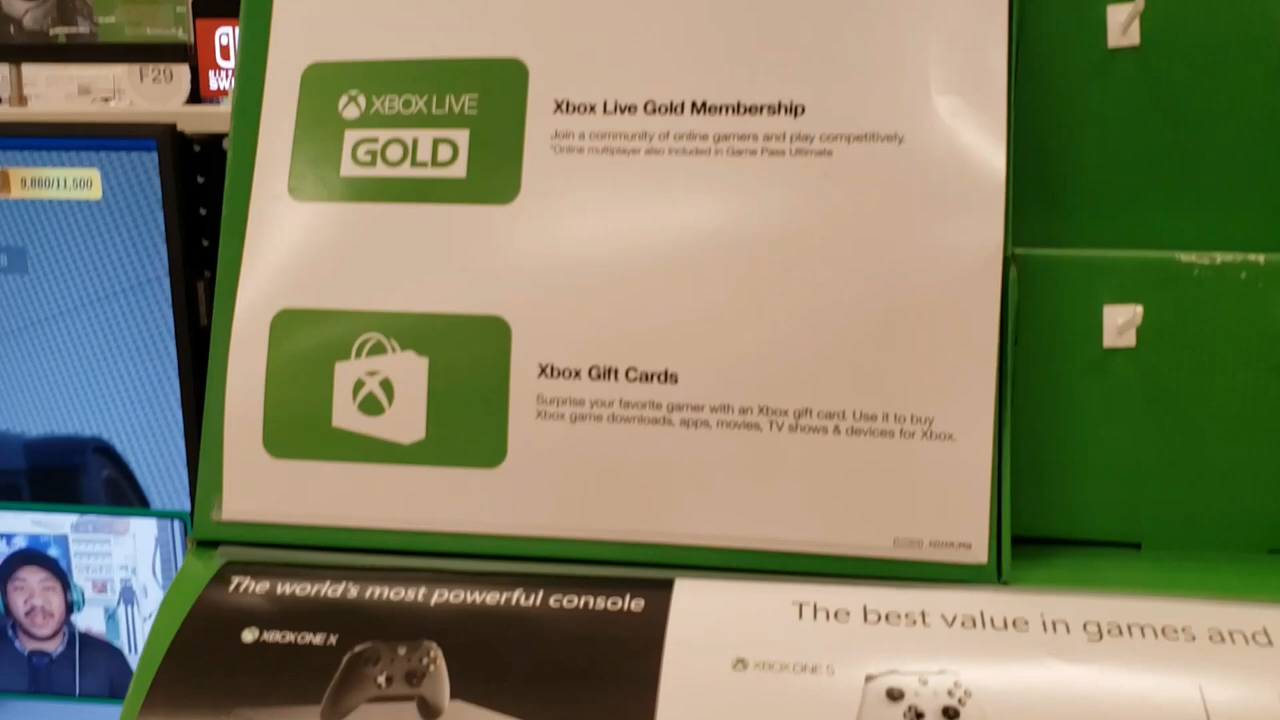 F29
9,860/11,500
XBOX LIVE
GOLD
Xbox Live Gold Membership
Join a community of online gamers and play competitively.
*Online multiplayer also included in Game Pass Ultimate
Xbox Gift Cards
Surprise your favorite gamer with an Xbox gift card. Use it to buy
Xbox game downloads, apps, movies, TV shows & devices for Xbox.
The world's most powerful console
XBOX ONE X
The best value in games and
XBOX ONE S